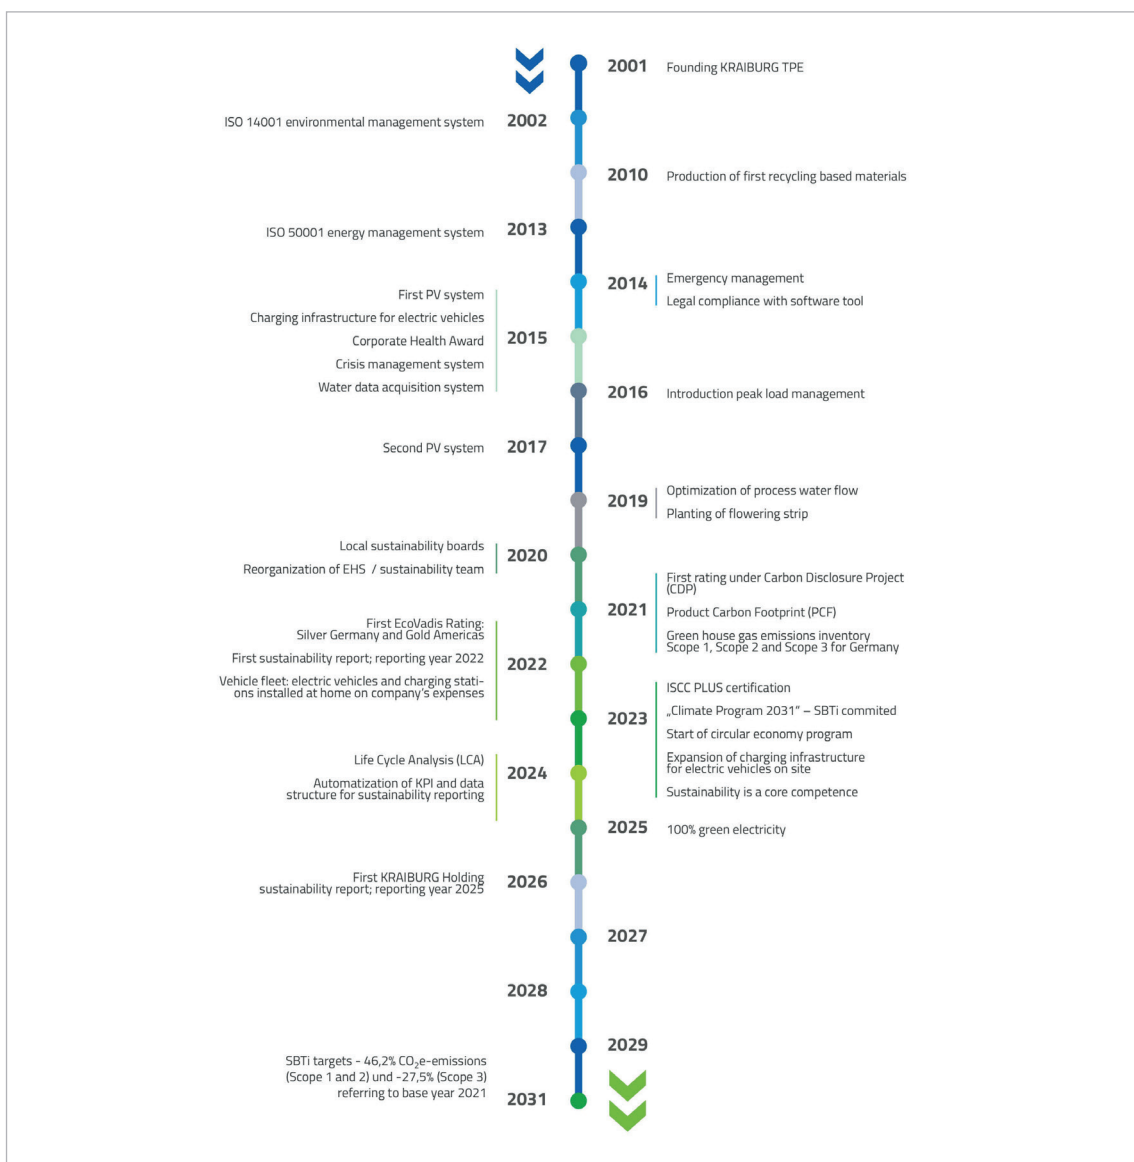 2001
Founding KRAIBURG TPE
ISO 14001 environmental management system
2002
2010
Production of first recycling based materials
ISO 50001 energy management system
2013
2014
Emergency management
Legal compliance with software tool
First PV system
Charging infrastructure for electric vehicles
Corporate Health Award
Crisis management system
Water data acquisition system
2015
2016
Introduction peak load management
Second PV system
2017
2019
Optimization of process water flow
Planting of flowering strip
Local sustainability boards
Reorganization of EHS / sustainability team
2020
2021
First rating under Carbon Disclosure Project
(CDP)
Product Carbon Footprint (PCF)
Green house gas emissions inventory
Scope 1, Scope 2 and Scope 3 for Germany
First EcoVadis Rating:
Silver Germany and Gold Americas
First sustainability report; reporting year 2022
Vehicle fleet: electric vehicles and charging stati-
ons installed at home on company's expenses
2022
2023
ISCC PLUS certification
„Climate Program 2031“ – SBTi commited
Start of circular economy program
Expansion of charging infrastructure
for electric vehicles on site
Sustainability is a core competence
Life Cycle Analysis (LCA)
Automatization of KPI and data
structure for sustainability reporting
2024
2025
100% green electricity
First KRAIBURG Holding
sustainability report; reporting year 2025
2026
2027
2028
2029
SBTi targets - 46,2% CO₂e-emissions
(Scope 1 and 2) und -27,5% (Scope 3)
referring to base year 2021
2031